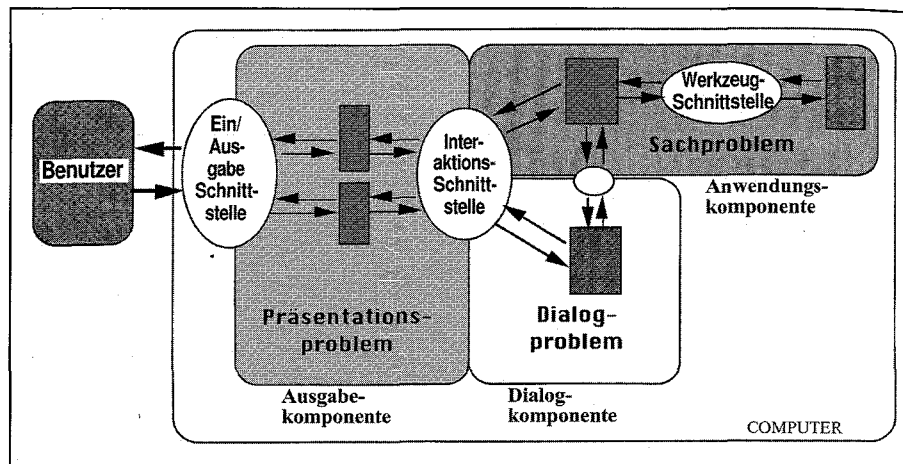 Benutzer
Ein/
Aus-
gabe
Schnitt-
stelle
Inter-
aktions-
Schnitt-
stelle
Werkzeug-
Schnittstelle
Sachproblem
Anwendungs-
komponente
Präsentations-
problem
Dialog-
problem
Ausgabe-
komponente
Dialog-
komponente
COMPUTER